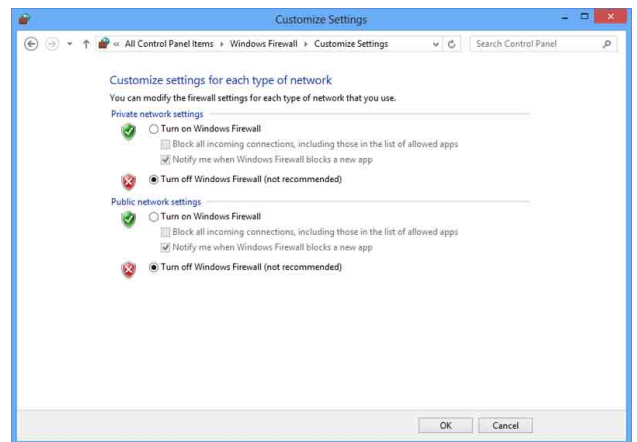 Customize Settings
« All Control Panel Items ▸ Windows Firewall ▸ Customize Settings
Search Control Panel
Customize settings for each type of network
You can modify the firewall settings for each type of network that you use.
Private network settings
Turn on Windows Firewall
Block all incoming connections, including those in the list of allowed apps
Notify me when Windows Firewall blocks a new app
Turn off Windows Firewall (not recommended)
Public network settings
Turn on Windows Firewall
Block all incoming connections, including those in the list of allowed apps
Notify me when Windows Firewall blocks a new app
Turn off Windows Firewall (not recommended)
OK Cancel